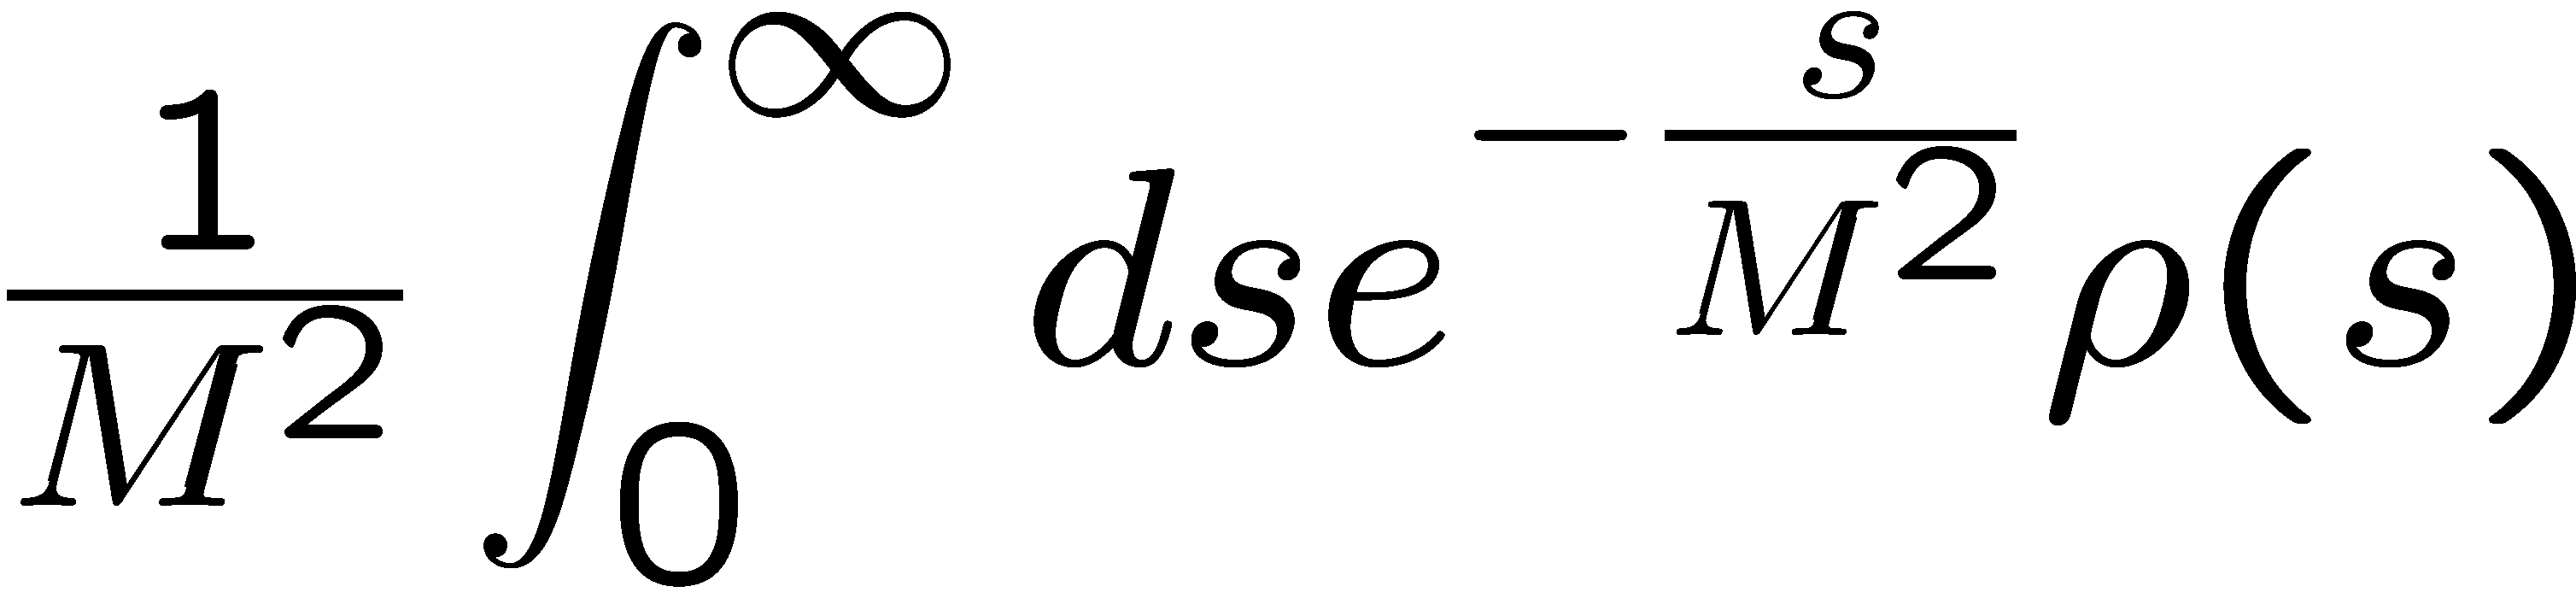 \frac{1}{M^2} \int_0^\infty ds e^{-\frac{s}{M^2}} \rho(s)